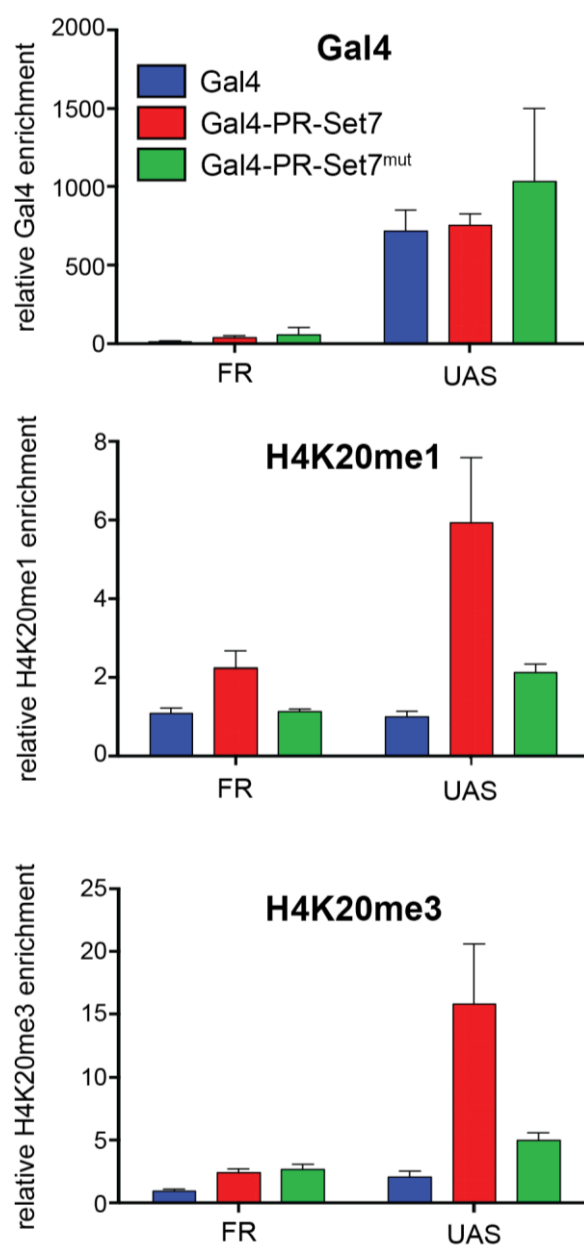 Gal4
relative Gal4 enrichment
2000
1500
1000
500
0
Gal4
Gal4-PR-Set7
Gal4-PR-Set7mut
FR UAS
H4K20me1
relative H4K20me1 enrichment
8
6
4
2
0
FR UAS
H4K20me3
relative H4K20me3 enrichment
25
20
15
10
5
0
FR UAS